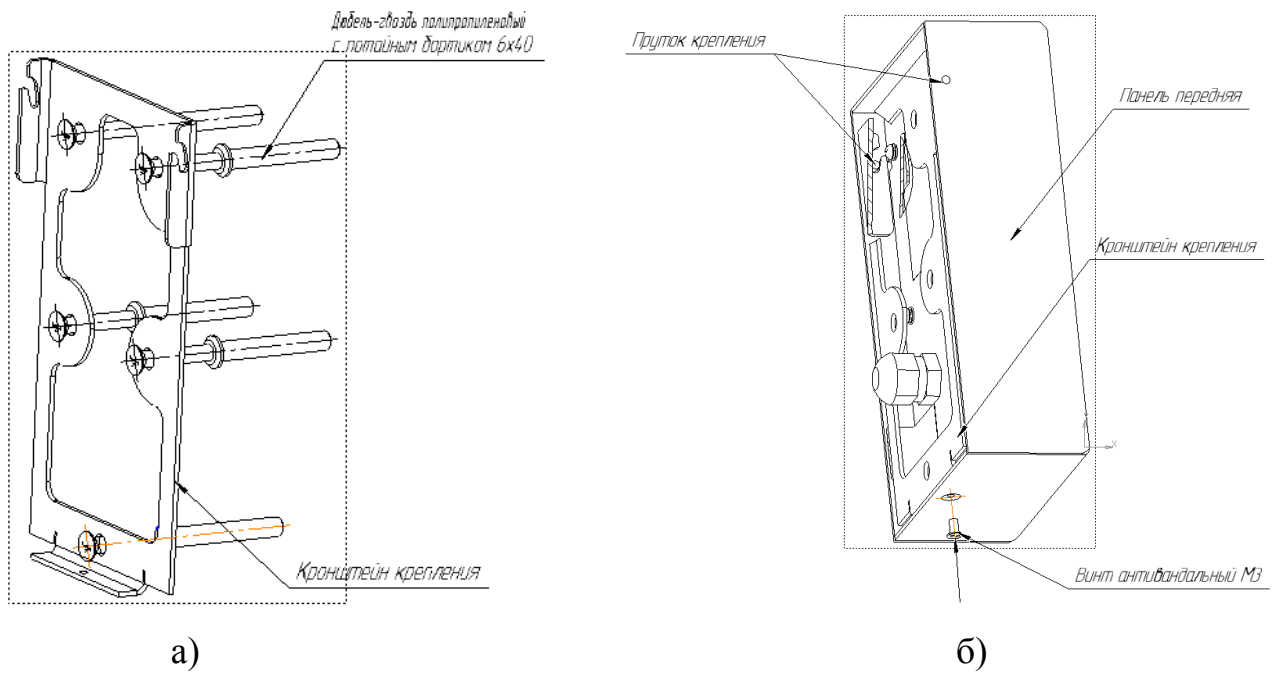 Дюбель-гвоздь полипропиленовый
с потайным бортиком 6х40
Кронштейн крепления
Пруток крепления
Панель передняя
Кронштейн крепления
Винт антивандальный М3
X
а)
б)